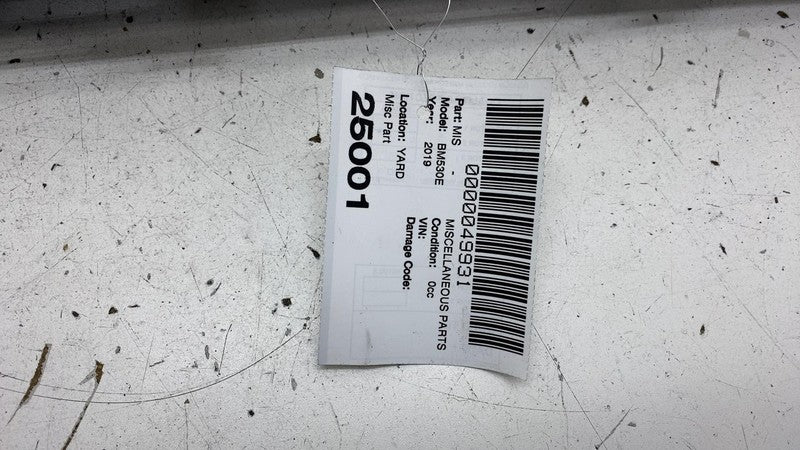 0000049931
Part: MIS - MISCELLANEOUS PARTS
Model: BM530E Condition: 0cc
Year: 2019 VIN:
Damage Code:
Location: YARD
Misc Part
25001